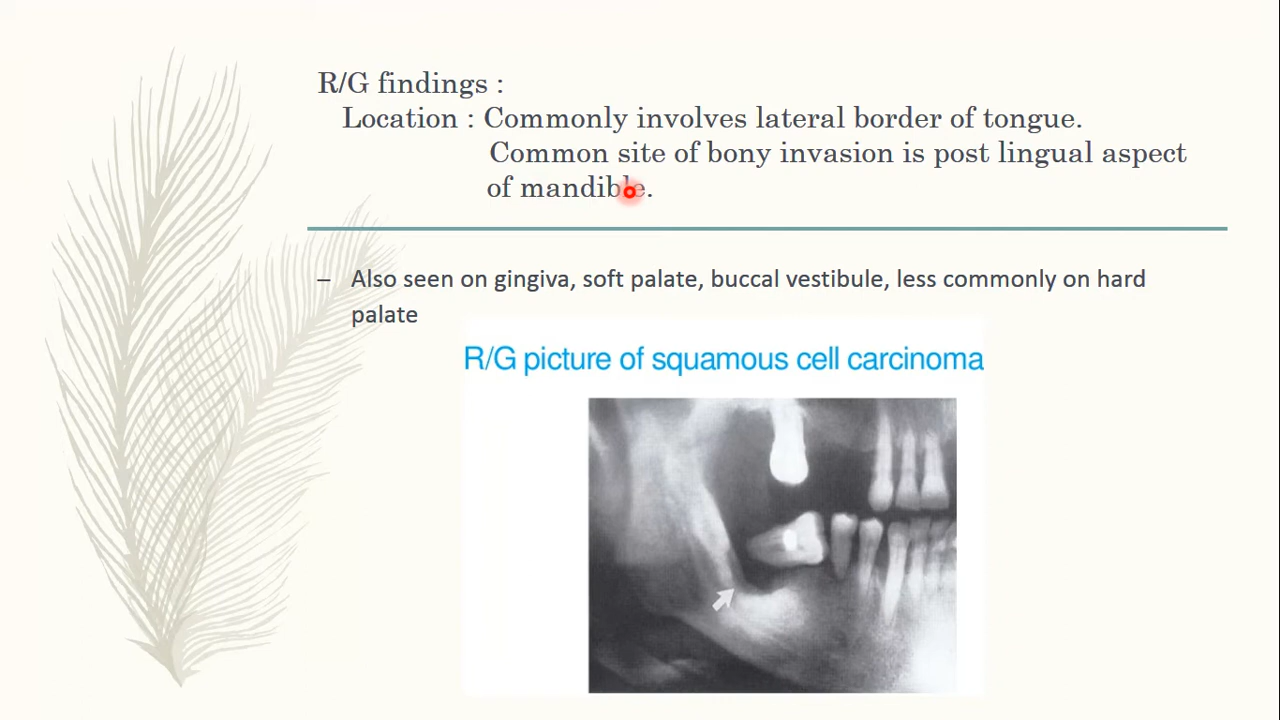 R/G findings :
Location : Commonly involves lateral border of tongue.
Common site of bony invasion is post lingual aspect
of mandible.
– Also seen on gingiva, soft palate, buccal vestibule, less commonly on hard
palate
R/G picture of squamous cell carcinoma